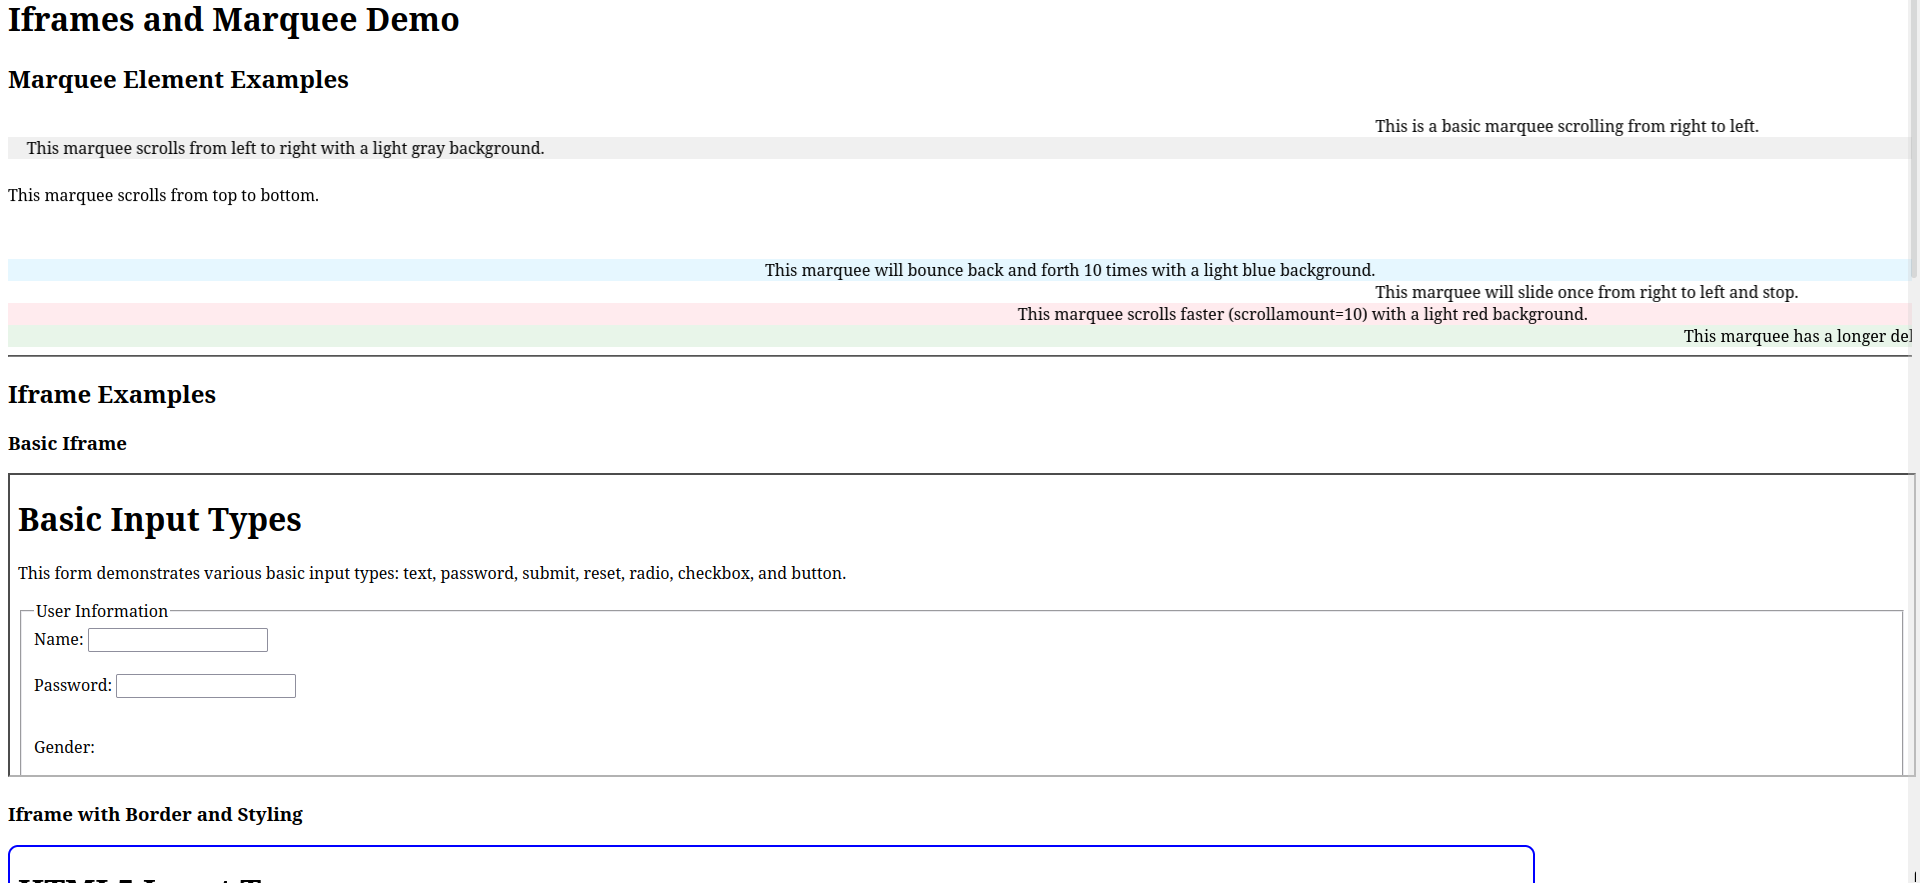 Iframes and Marquee Demo
Marquee Element Examples
This is a basic marquee scrolling from right to left.
This marquee scrolls from left to right with a light gray background.
This marquee scrolls from top to bottom.
This marquee will bounce back and forth 10 times with a light blue background.
This marquee will slide once from right to left and stop.
This marquee scrolls faster (scrollamount=10) with a light red background.
This marquee has a longer del
Iframe Examples
Basic Iframe
Basic Input Types
This form demonstrates various basic input types: text, password, submit, reset, radio, checkbox, and button.
User Information
Name:
Password:
Gender:
Iframe with Border and Styling